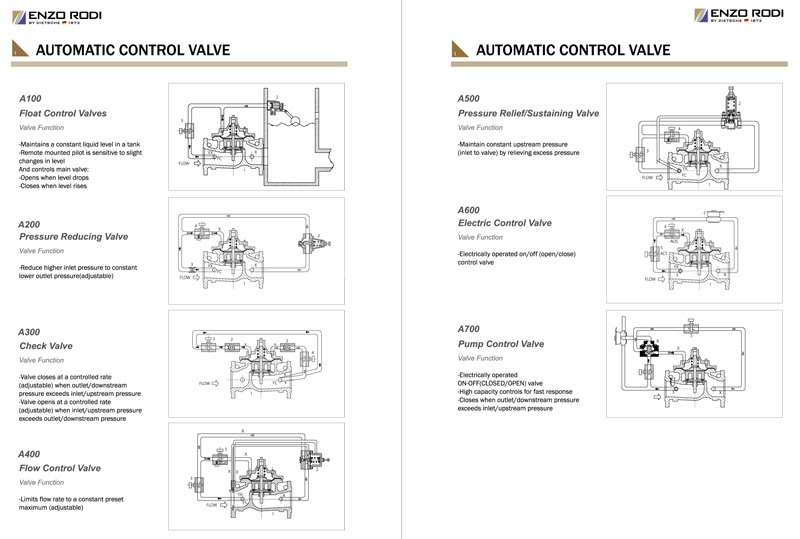 ENZO RODI
BY DIETSCHE 1873
AUTOMATIC CONTROL VALVE
A100
Float Control Valves
Valve Function
-Maintains a constant liquid level in a tank
-Remote mounted pilot is sensitive to slight
changes in level
And controls main valve:
-Opens when level drops
-Closes when level rises
FLOW
A200
Pressure Reducing Valve
Valve Function
-Reduce higher inlet pressure to constant
lower outlet pressure(adjustable)
FLOW
A300
Check Valve
Valve Function
-Valve closes at a controlled rate
(adjustable) when outlet/downstream
pressure exceeds inlet/upstream pressure
-Valve opens at a controlled rate
(adjustable) when inlet/upstream pressure
exceeds outlet/downstream pressure
FLOW
A400
Flow Control Valve
Valve Function
-Limits flow rate to a constant preset
maximum (adjustable)
FLOW
ENZO RODI
BY DIETSCHE 1873
AUTOMATIC CONTROL VALVE
A500
Pressure Relief/Sustaining Valve
Valve Function
-Maintain constant upstream pressure
(inlet to valve) by relieving excess pressure
FLOW
A600
Electric Control Valve
Valve Function
-Electrically operated on/off (open/close)
control valve
FLOW
A700
Pump Control Valve
Valve Function
-Electrically operated
ON-OFF(CLOSED/OPEN) valve
-High capacity controls for fast response
-Closes when outlet/downstream pressure
exceeds inlet/upstream pressure